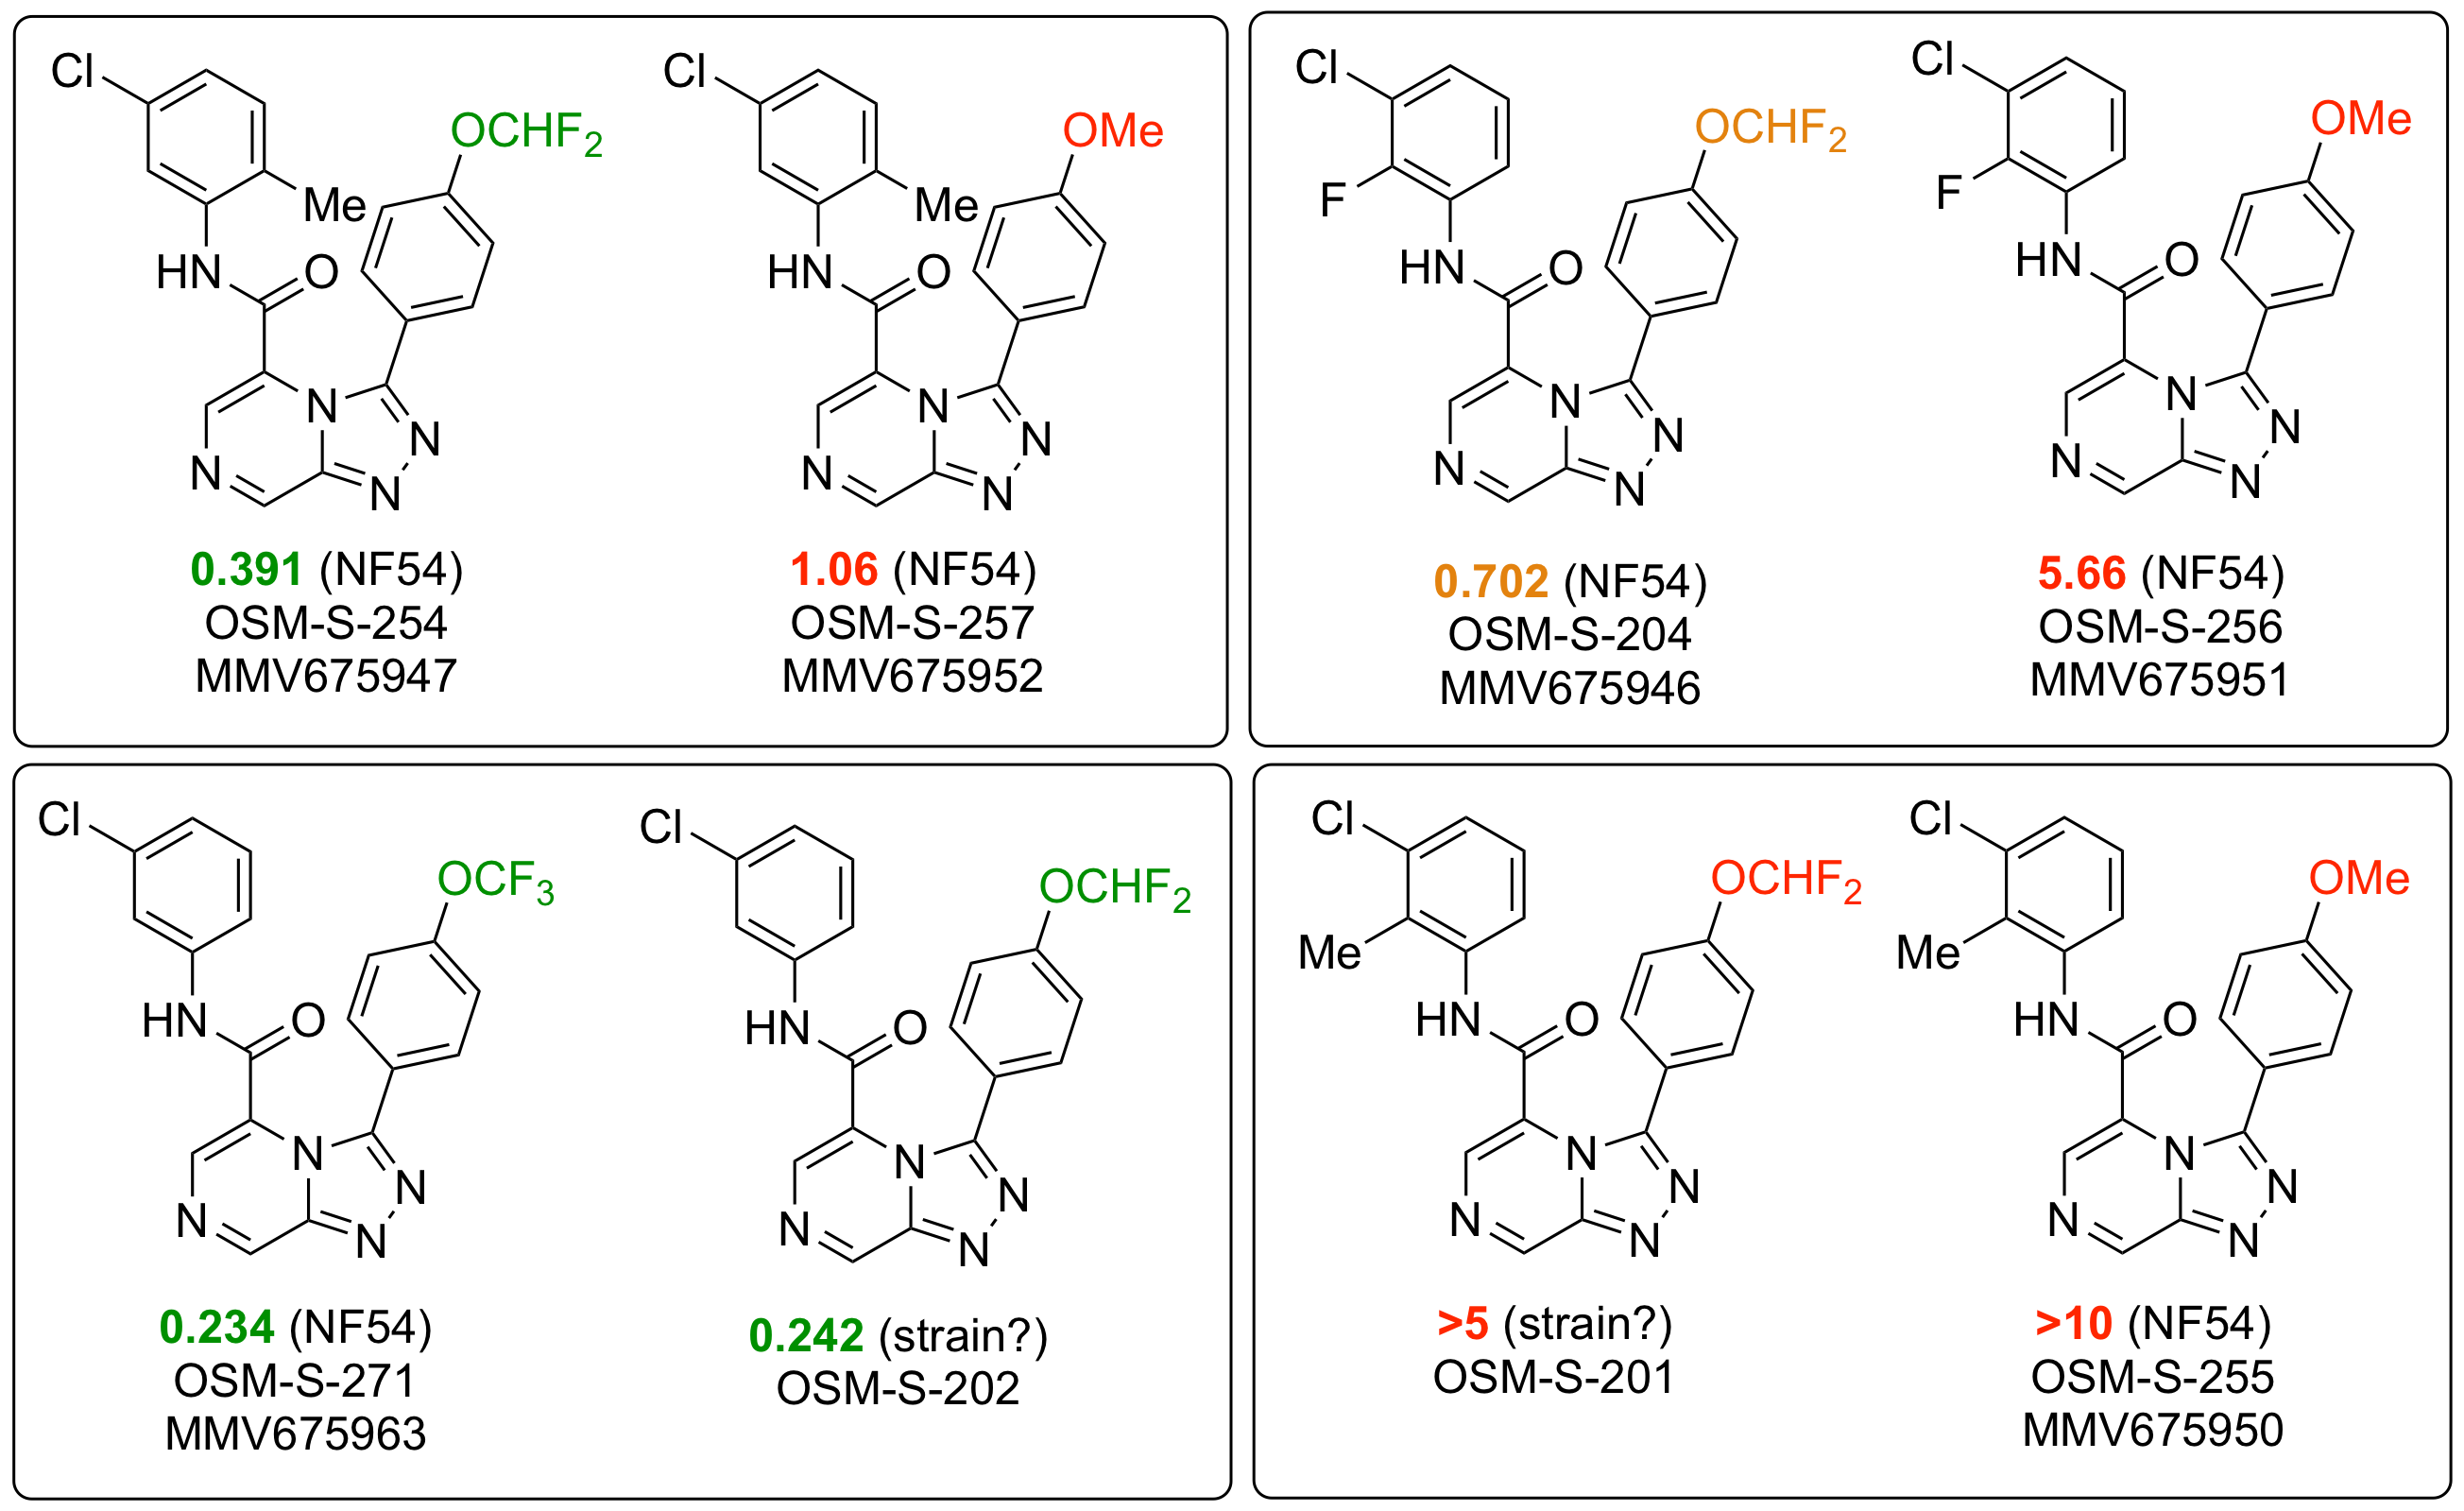 Cl
OCHF2
Me
HN
O
N
N
N
N
0.391 (NF54)
OSM-S-254
MMV675947
Cl
OMe
Me
HN
O
N
N
N
N
1.06 (NF54)
OSM-S-257
MMV675952
Cl
OCHF2
F
HN
O
N
N
N
N
0.702 (NF54)
OSM-S-204
MMV675946
Cl
OMe
F
HN
O
N
N
N
N
5.66 (NF54)
OSM-S-256
MMV675951
Cl
OCF3
HN
O
N
N
N
N
0.234 (NF54)
OSM-S-271
MMV675963
Cl
OCHF2
HN
O
N
N
N
N
0.242 (strain?)
OSM-S-202
Cl
OCHF2
Me
HN
O
N
N
N
N
>5 (strain?)
OSM-S-201
Cl
OMe
Me
HN
O
N
N
N
N
>10 (NF54)
OSM-S-255
MMV675950